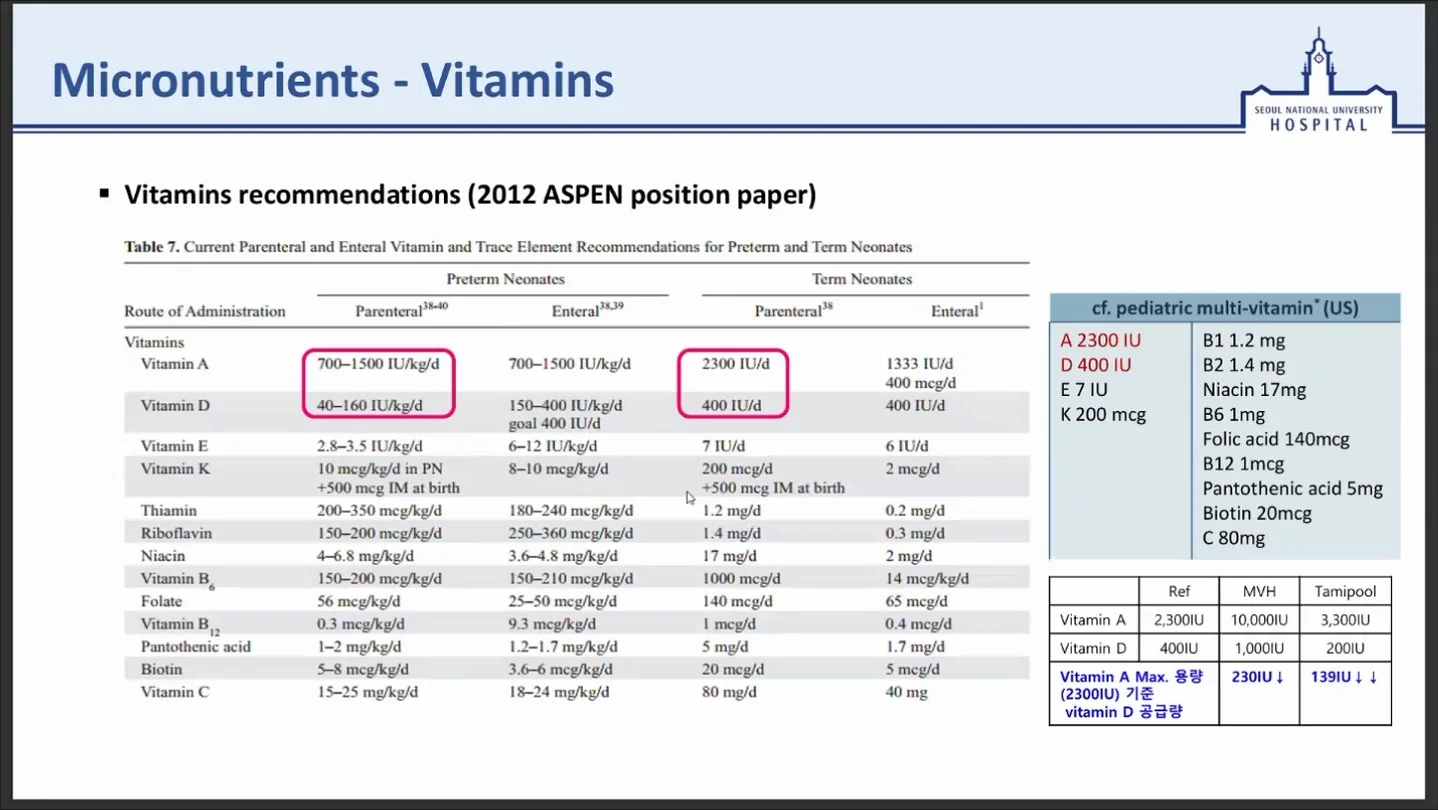 Micronutrients - Vitamins
SEOUL NATIONAL UNIVERSITY
HOSPITAL
▪ Vitamins recommendations (2012 ASPEN position paper)
Table 7. Current Parenteral and Enteral Vitamin and Trace Element Recommendations for Preterm and Term Neonates
Preterm Neonates Term Neonates
Route of Administration Parenteral38-40 Enteral38,39 Parenteral38 Enteral1
Vitamins
Vitamin A 700–1500 IU/kg/d 700–1500 IU/kg/d 2300 IU/d 1333 IU/d
400 mcg/d
Vitamin D 40–160 IU/kg/d 150–400 IU/kg/d 400 IU/d 400 IU/d
goal 400 IU/d
Vitamin E 2.8–3.5 IU/kg/d 6–12 IU/kg/d 7 IU/d 6 IU/d
Vitamin K 10 mcg/kg/d in PN 8–10 mcg/kg/d 200 mcg/d 2 mcg/d
+500 mcg IM at birth +500 mcg IM at birth
Thiamin 200–350 mcg/kg/d 180–240 mcg/kg/d 1.2 mg/d 0.2 mg/d
Riboflavin 150–200 mcg/kg/d 250–360 mcg/kg/d 1.4 mg/d 0.3 mg/d
Niacin 4–6.8 mg/kg/d 3.6–4.8 mg/kg/d 17 mg/d 2 mg/d
Vitamin B6 150–200 mcg/kg/d 150–210 mcg/kg/d 1000 mcg/d 14 mcg/kg/d
Folate 56 mcg/kg/d 25–50 mcg/kg/d 140 mcg/d 65 mcg/d
Vitamin B12 0.3 mcg/kg/d 9.3 mcg/kg/d 1 mcg/d 0.4 mcg/d
Pantothenic acid 1–2 mg/kg/d 1.2–1.7 mg/kg/d 5 mg/d 1.7 mg/d
Biotin 5–8 mcg/kg/d 3.6–6 mcg/kg/d 20 mcg/d 5 mcg/d
Vitamin C 15–25 mg/kg/d 18–24 mg/kg/d 80 mg/d 40 mg
cf. pediatric multi-vitamin* (US)
A 2300 IU
D 400 IU
E 7 IU
K 200 mcg
B1 1.2 mg
B2 1.4 mg
Niacin 17mg
B6 1mg
Folic acid 140mcg
B12 1mcg
Pantothenic acid 5mg
Biotin 20mcg
C 80mg
Ref MVH Tamipool
Vitamin A 2,300IU 10,000IU 3,300IU
Vitamin D 400IU 1,000IU 200IU
Vitamin A Max. 용량 230IU↓ 139IU↓↓
(2300IU) 기준
vitamin D 공급량